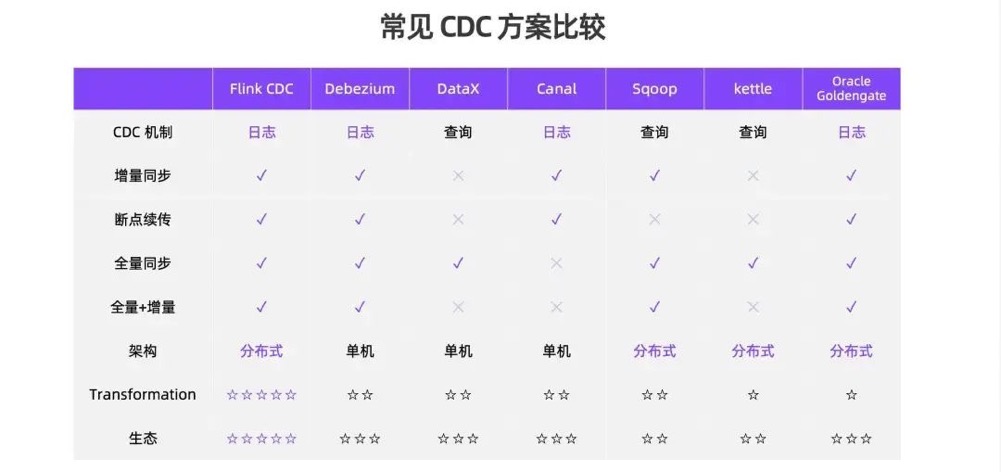 常见 CDC 方案比较
Flink CDC Debezium DataX Canal Sqoop kettle Oracle Goldengate
CDC 机制 日志 日志 查询 日志 查询 查询 日志
增量同步 ✓ ✓ × ✓ ✓ × ✓
断点续传 ✓ ✓ × ✓ × × ✓
全量同步 ✓ ✓ ✓ × ✓ ✓ ✓
全量+增量 ✓ ✓ × × ✓ × ✓
架构 分布式 单机 单机 单机 分布式 分布式 分布式
Transformation ☆☆☆☆☆ ☆☆ ☆☆ ☆☆ ☆☆ ☆ ☆
生态 ☆☆☆☆☆ ☆☆☆ ☆☆☆ ☆☆☆ ☆☆ ☆☆ ☆☆☆